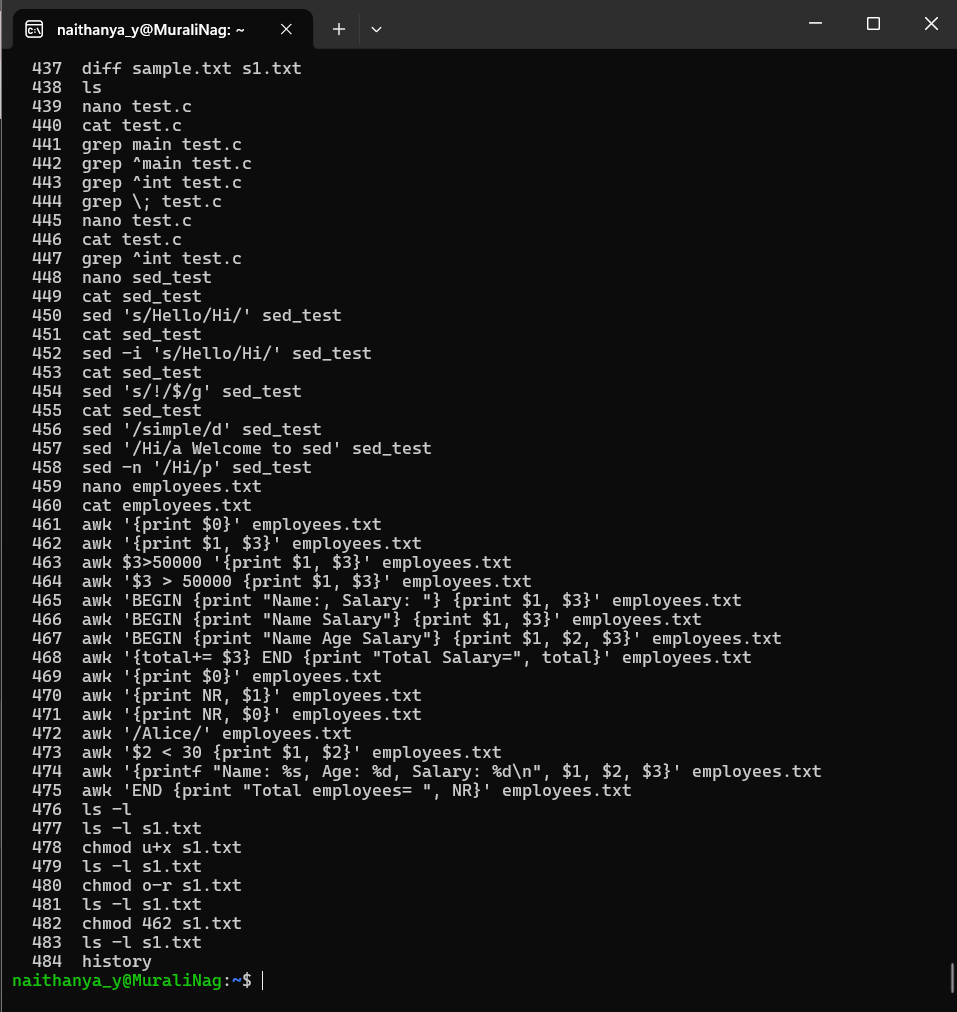 naithanya_y@MuraliNag: ~
437 diff sample.txt s1.txt
438 ls
439 nano test.c
440 cat test.c
441 grep main test.c
442 grep ^main test.c
443 grep ^int test.c
444 grep \; test.c
445 nano test.c
446 cat test.c
447 grep ^int test.c
448 nano sed_test
449 cat sed_test
450 sed 's/Hello/Hi/' sed_test
451 cat sed_test
452 sed -i 's/Hello/Hi/' sed_test
453 cat sed_test
454 sed 's/!/$/g' sed_test
455 cat sed_test
456 sed '/simple/d' sed_test
457 sed '/Hi/a Welcome to sed' sed_test
458 sed -n '/Hi/p' sed_test
459 nano employees.txt
460 cat employees.txt
461 awk '{print $0}' employees.txt
462 awk '{print $1, $3}' employees.txt
463 awk $3>50000 '{print $1, $3}' employees.txt
464 awk '$3 > 50000 {print $1, $3}' employees.txt
465 awk 'BEGIN {print "Name:, Salary: "} {print $1, $3}' employees.txt
466 awk 'BEGIN {print "Name Salary"} {print $1, $3}' employees.txt
467 awk 'BEGIN {print "Name Age Salary"} {print $1, $2, $3}' employees.txt
468 awk '{total+= $3} END {print "Total Salary=", total}' employees.txt
469 awk '{print $0}' employees.txt
470 awk '{print NR, $1}' employees.txt
471 awk '{print NR, $0}' employees.txt
472 awk '/Alice/' employees.txt
473 awk '$2 < 30 {print $1, $2}' employees.txt
474 awk '{printf "Name: %s, Age: %d, Salary: %d\n", $1, $2, $3}' employees.txt
475 awk 'END {print "Total employees= ", NR}' employees.txt
476 ls -l
477 ls -l s1.txt
478 chmod u+x s1.txt
479 ls -l s1.txt
480 chmod o-r s1.txt
481 ls -l s1.txt
482 chmod 462 s1.txt
483 ls -l s1.txt
484 history
naithanya_y@MuraliNag:~$